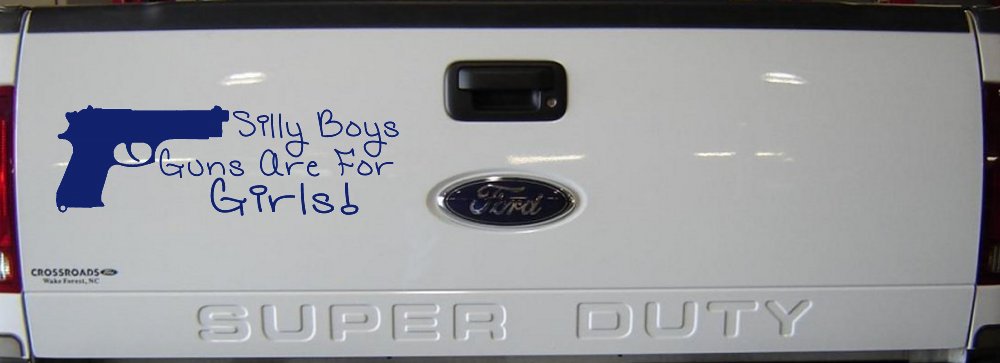 Silly Boys
Guns Are For
Girls!
Ford
CROSSROADS
Wake Forest, NC
SUPER DUTY